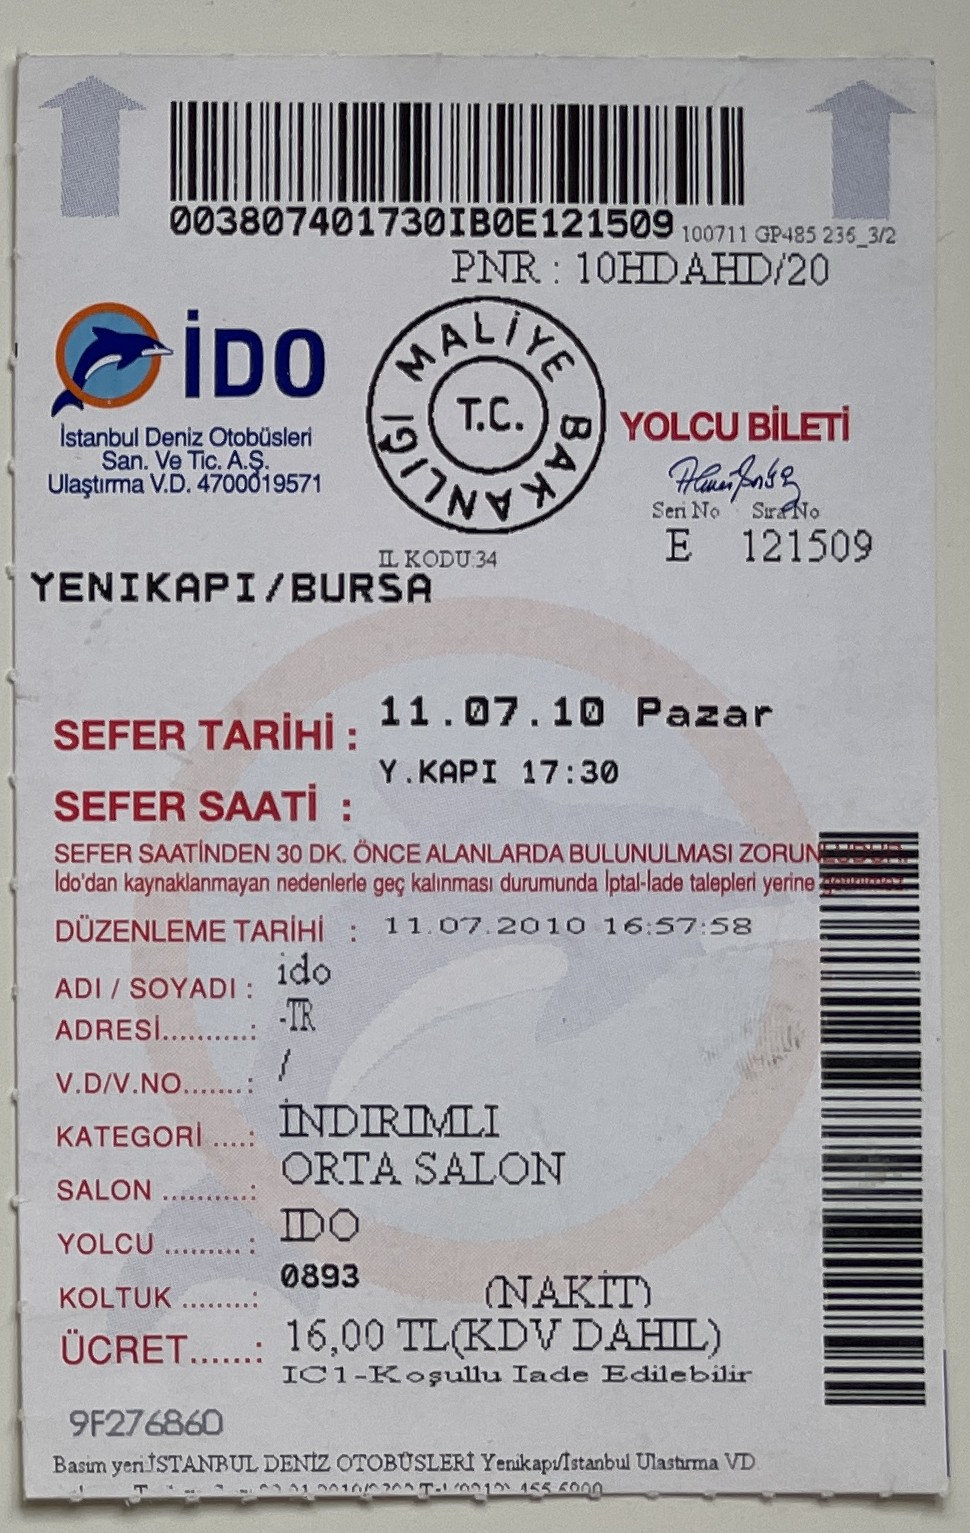 003807401730IB0E121509
100711 GP485 236_3/2
PNR : 10HDAHD/20
İDO
İstanbul Deniz Otobüsleri
San. Ve Tic. A.Ş.
Ulaştırma V.D. 4700019571
MALİYE BAKANLIĞI
T.C.
YOLCU BİLETİ
Seri No Sıra No
E 121509
IL KODU:34
YENIKAPI/BURSA
SEFER TARİHİ : 11.07.10 Pazar
Y.KAPI 17:30
SEFER SAATİ :
SEFER SAATİNDEN 30 DK. ÖNCE ALANLARDA BULUNULMASI ZORUNLUDUR.
İdo'dan kaynaklanmayan nedenlerle geç kalınması durumunda İptal-İade talepleri yerine getirilmez.
DÜZENLEME TARİHİ : 11.07.2010 16:57:58
ADI / SOYADI : ido
ADRESİ...........: -TR
V.D/V.NO.......: /
KATEGORİ ....: İNDIRIMLI
SALON ...........: ORTA SALON
YOLCU ..........: IDO
KOLTUK .........: 0893
(NAKİT)
ÜCRET......: 16,00 TL(KDV DAHIL)
IC1-Koşullu Iade Edilebilir
9F276860
Basim yeri:İSTANBUL DENİZ OTOBÜSLERİ Yenikapı/İstanbul Ulastırma VD